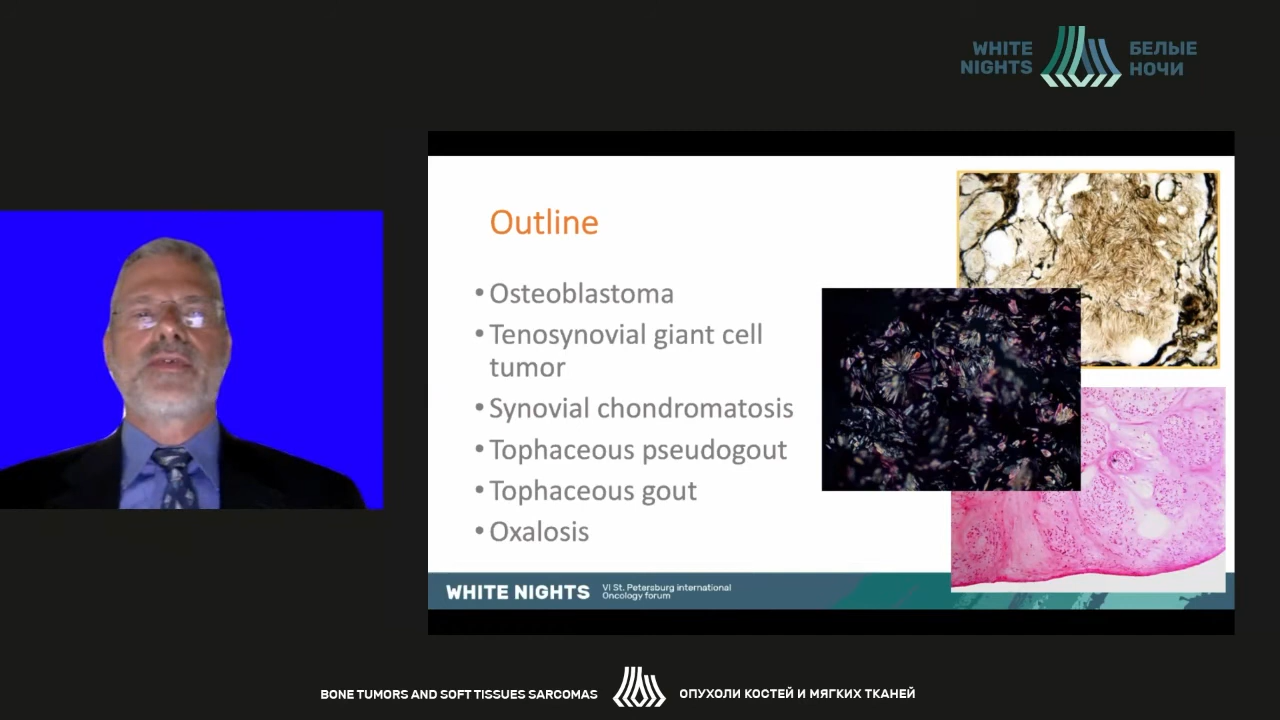 WHITE
NIGHTS
БЕЛЫЕ
НОЧИ
Outline
• Osteoblastoma
• Tenosynovial giant cell
tumor
• Synovial chondromatosis
• Tophaceous pseudogout
• Tophaceous gout
• Oxalosis
WHITE NIGHTS
VI St. Petersburg international
Oncology forum
BONE TUMORS AND SOFT TISSUES SARCOMAS
ОПУХОЛИ КОСТЕЙ И МЯГКИХ ТКАНЕЙ